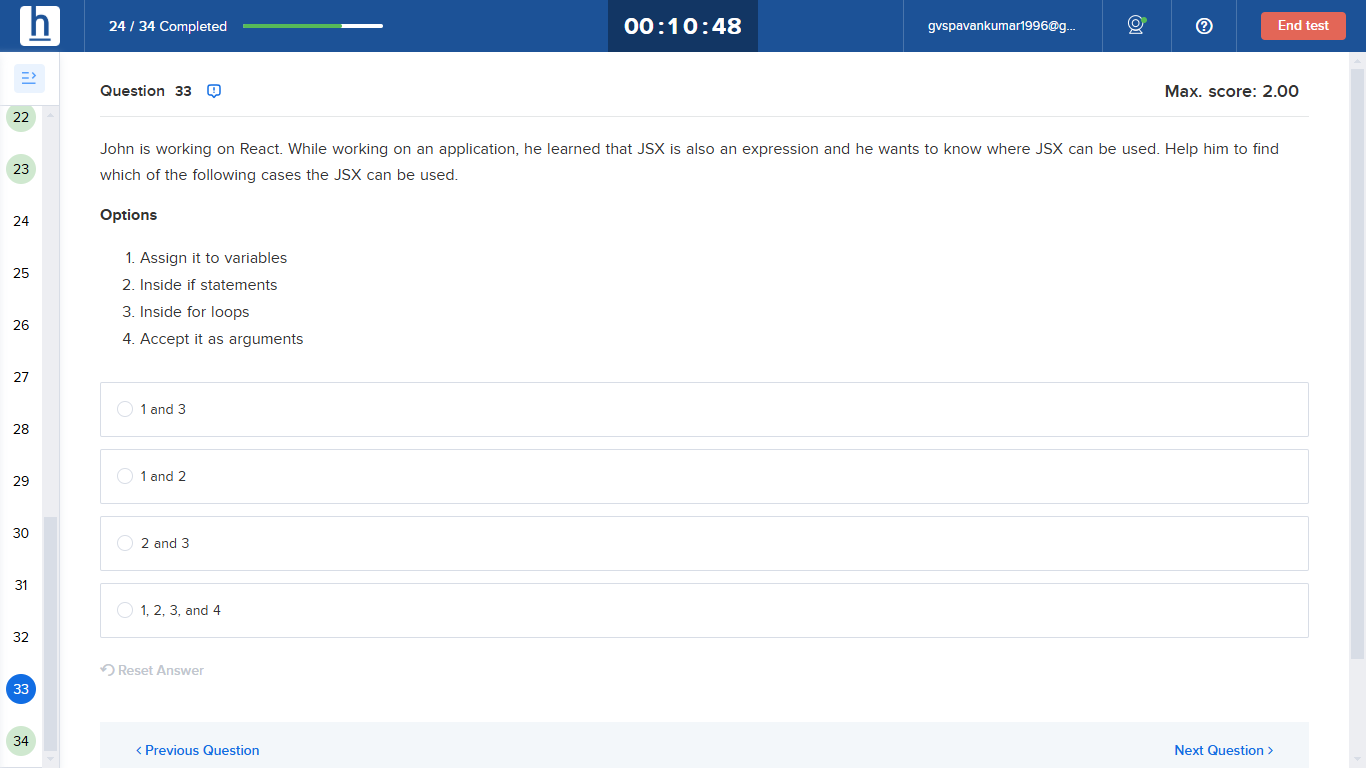 h
24 / 34 Completed
00:10:48
gvspavankumar1996@g...
End test
Question 33
Max. score: 2.00
22
23
24
25
26
27
28
29
30
31
32
33
34
John is working on React. While working on an application, he learned that JSX is also an expression and he wants to know where JSX can be used. Help him to find
which of the following cases the JSX can be used.
Options
1. Assign it to variables
2. Inside if statements
3. Inside for loops
4. Accept it as arguments
1 and 3
1 and 2
2 and 3
1, 2, 3, and 4
Reset Answer
< Previous Question
Next Question >